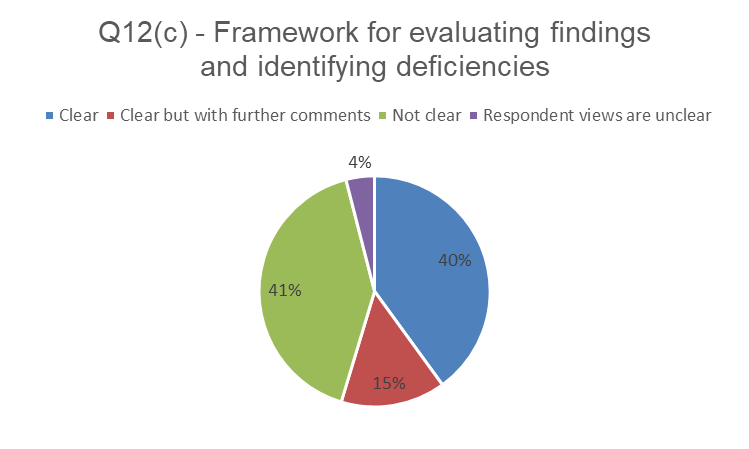 Q12(c) - Framework for evaluating findings
and identifying deficiencies
Clear Clear but with further comments Not clear Respondent views are unclear
4%
40%
41%
15%